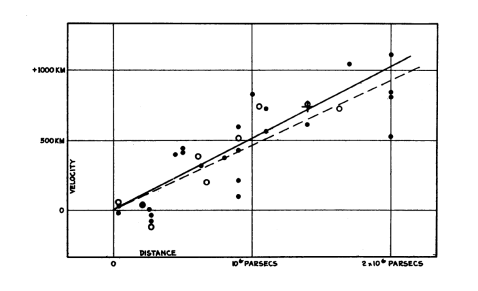 +1000 KM
500 KM
0
VELOCITY
DISTANCE
0
10⁶ PARSECS
2 x 10⁶ PARSECS